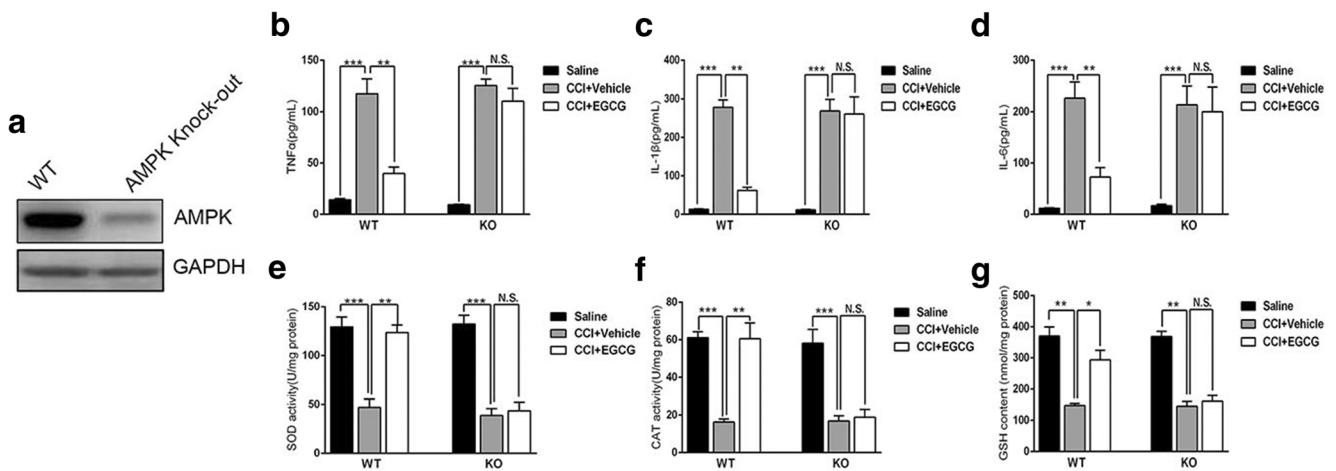 a
WT
AMPK Knock-out
AMPK
GAPDH
b
TNFα(pg/mL)
150
100
50
0
*** **
*** N.S.
WT
KO
Saline
CCI+Vehicle
CCI+EGCG
c
IL-1β(pg/mL)
400
300
200
100
0
*** **
*** N.S.
WT
KO
Saline
CCI+Vehicle
CCI+EGCG
d
IL-6(pg/mL)
300
200
100
0
*** **
*** N.S.
WT
KO
Saline
CCI+Vehicle
CCI+EGCG
e
SOD activity(U/mg protein)
150
100
50
0
*** **
*** N.S.
WT
KO
Saline
CCI+Vehicle
CCI+EGCG
f
CAT activity(U/mg protein)
80
60
40
20
0
*** **
*** N.S.
WT
KO
Saline
CCI+Vehicle
CCI+EGCG
g
GSH content (nmol/mg protein)
500
400
300
200
100
0
** *
** N.S.
WT
KO
Saline
CCI+Vehicle
CCI+EGCG